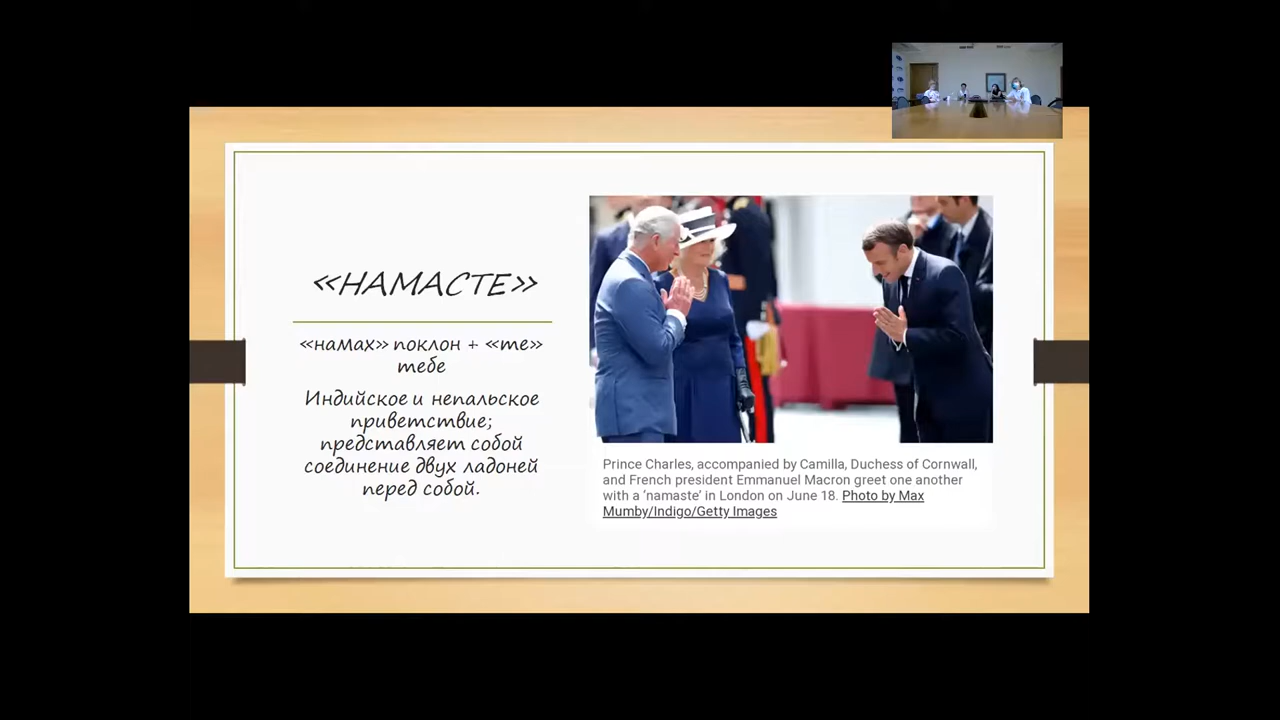 «НАМАСТЕ»
«намах» поклон + «те»
тебе
Индийское и непальское
приветствие;
представляет собой
соединение двух ладоней
перед собой.
Prince Charles, accompanied by Camilla, Duchess of Cornwall,
and French president Emmanuel Macron greet one another
with a ‘namaste’ in London on June 18. Photo by Max
Mumby/Indigo/Getty Images